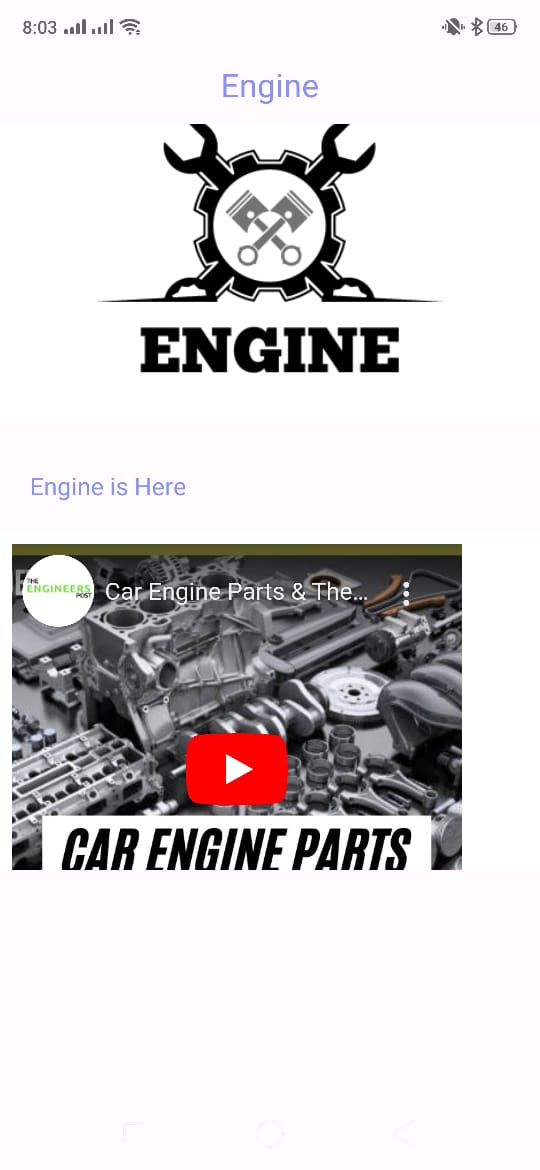 8:03
46
Engine
ENGINE
Engine is Here
THE
ENGINEERS
POST
Car Engine Parts & The...
CAR ENGINE PARTS